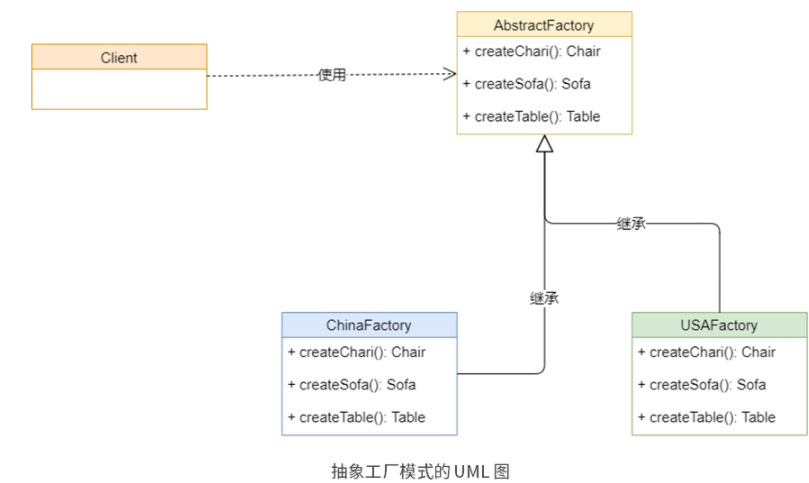 Client
使用
AbstractFactory
+ createChari(): Chair
+ createSofa(): Sofa
+ createTable(): Table
继承
继承
ChinaFactory
+ createChari(): Chair
+ createSofa(): Sofa
+ createTable(): Table
USAFactory
+ createChari(): Chair
+ createSofa(): Sofa
+ createTable(): Table
抽象工厂模式的 UML 图